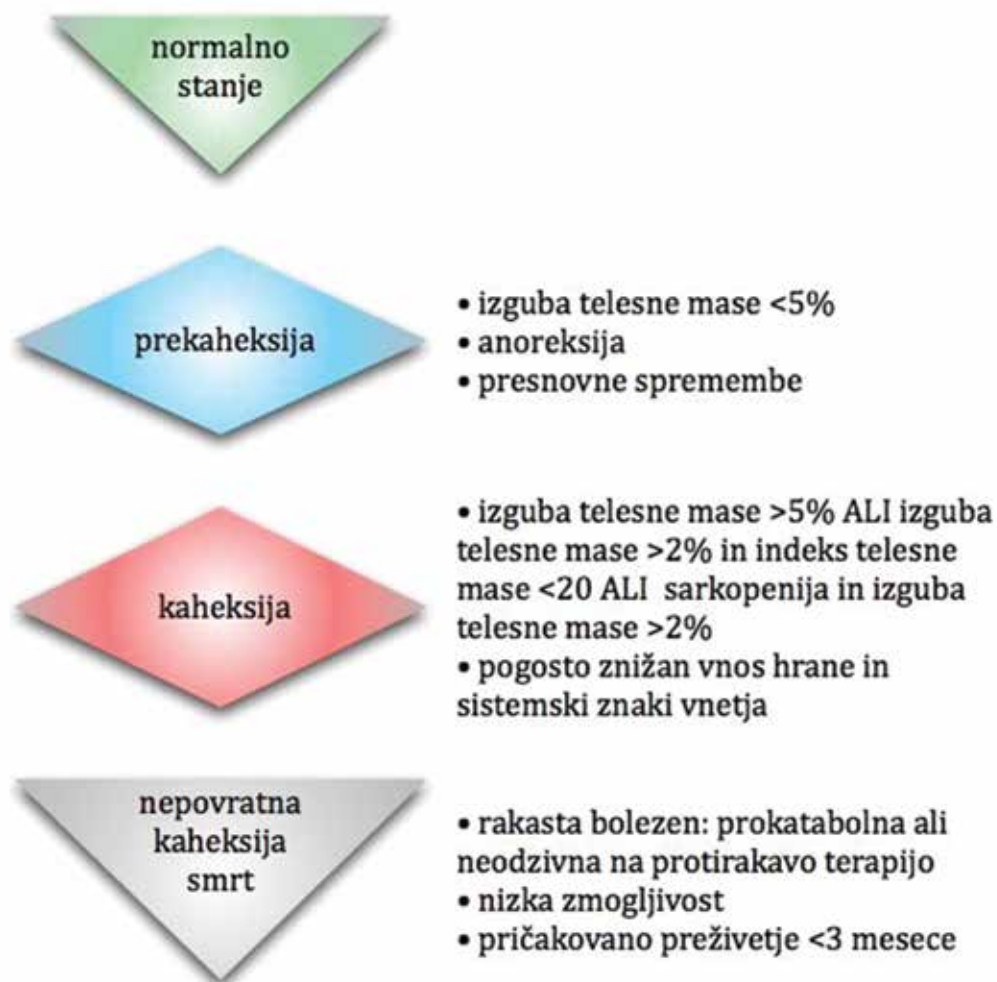 normalno
stanje
prekaheksija
• izguba telesne mase <5%
• anoreksija
• presnovne spremembe
kaheksija
• izguba telesne mase >5% ALI izguba
telesne mase >2% in indeks telesne
mase <20 ALI sarkopenija in izguba
telesne mase >2%
• pogosto znižan vnos hrane in
sistemski znaki vnetja
nepovratna
kaheksija
smrt
• rakasta bolezen: prokatabolna ali
neodzivna na protirakavo terapijo
• nizka zmogljivost
• pričakovano preživetje <3 mesece